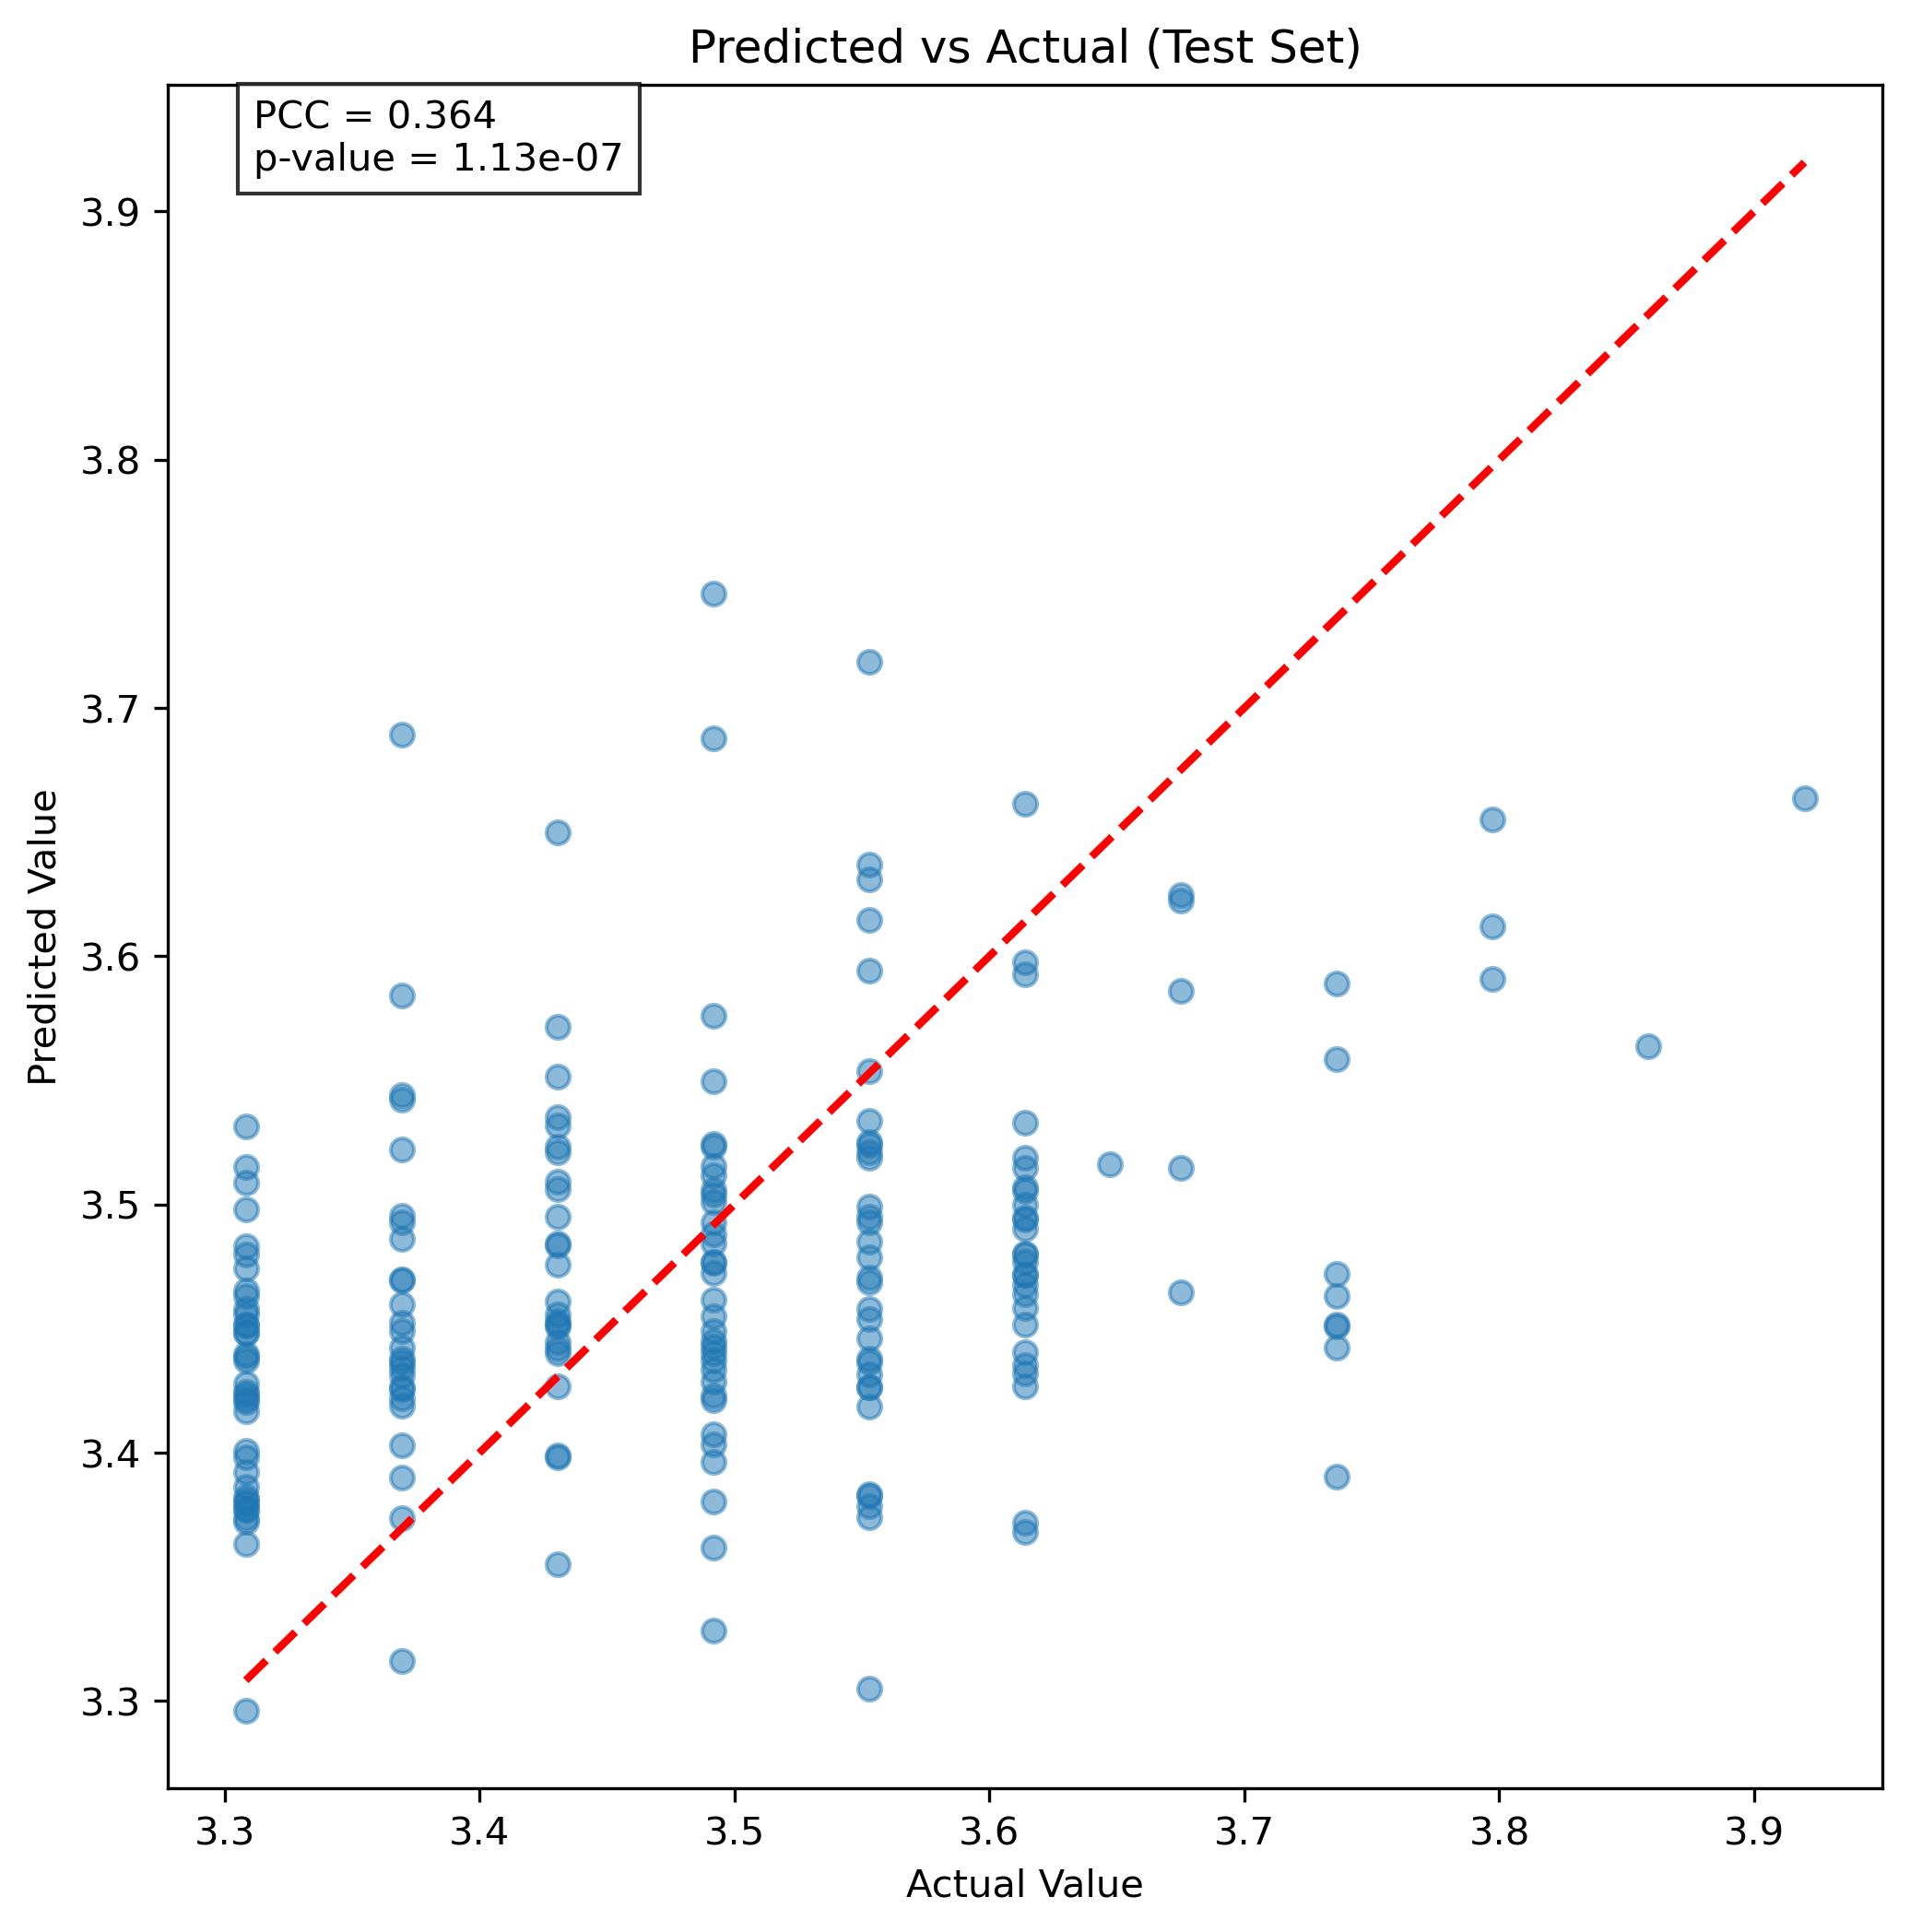 Predicted vs Actual (Test Set)
PCC = 0.364
p-value = 1.13e-07
Predicted Value
3.9
3.8
3.7
3.6
3.5
3.4
3.3
3.3 3.4 3.5 3.6 3.7 3.8 3.9
Actual Value